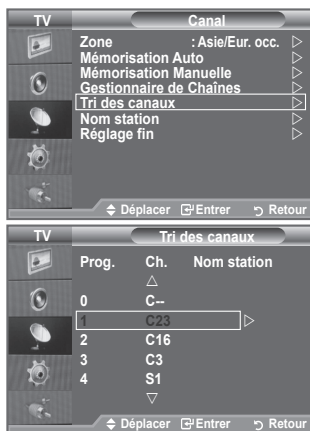 TV Canal
Zone : Asie/Eur. occ.
Mémorisation Auto
Mémorisation Manuelle
Gestionnaire de Chaînes
Tri des canaux
Nom station
Réglage fin
Déplacer Entrer Retour
TV Tri des canaux
Prog. Ch. Nom station
0 C--
1 C23
2 C16
3 C3
4 S1
Déplacer Entrer Retour